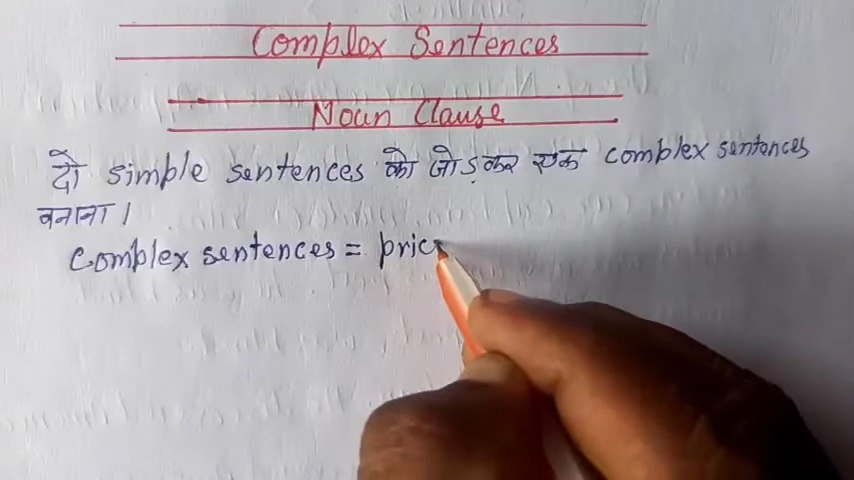 Complex Sentences
Noun Clause
दो simple sentences को जोड़कर एक complex sentences
बनाना।
Complex sentences = pric